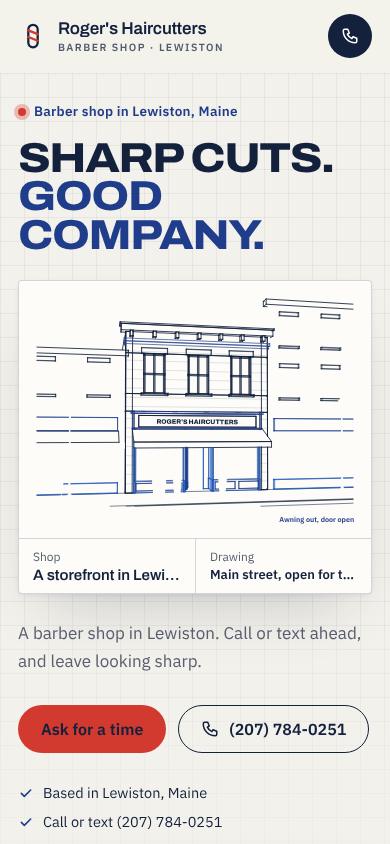 Roger's Haircutters
BARBER SHOP · LEWISTON
Barber shop in Lewiston, Maine
SHARP CUTS.
GOOD
COMPANY.
ROGER'S HAIRCUTTERS
Awning out, door open
Shop
A storefront in Lewi...
Drawing
Main street, open for t...
A barber shop in Lewiston. Call or text ahead,
and leave looking sharp.
Ask for a time
(207) 784-0251
Based in Lewiston, Maine
Call or text (207) 784-0251